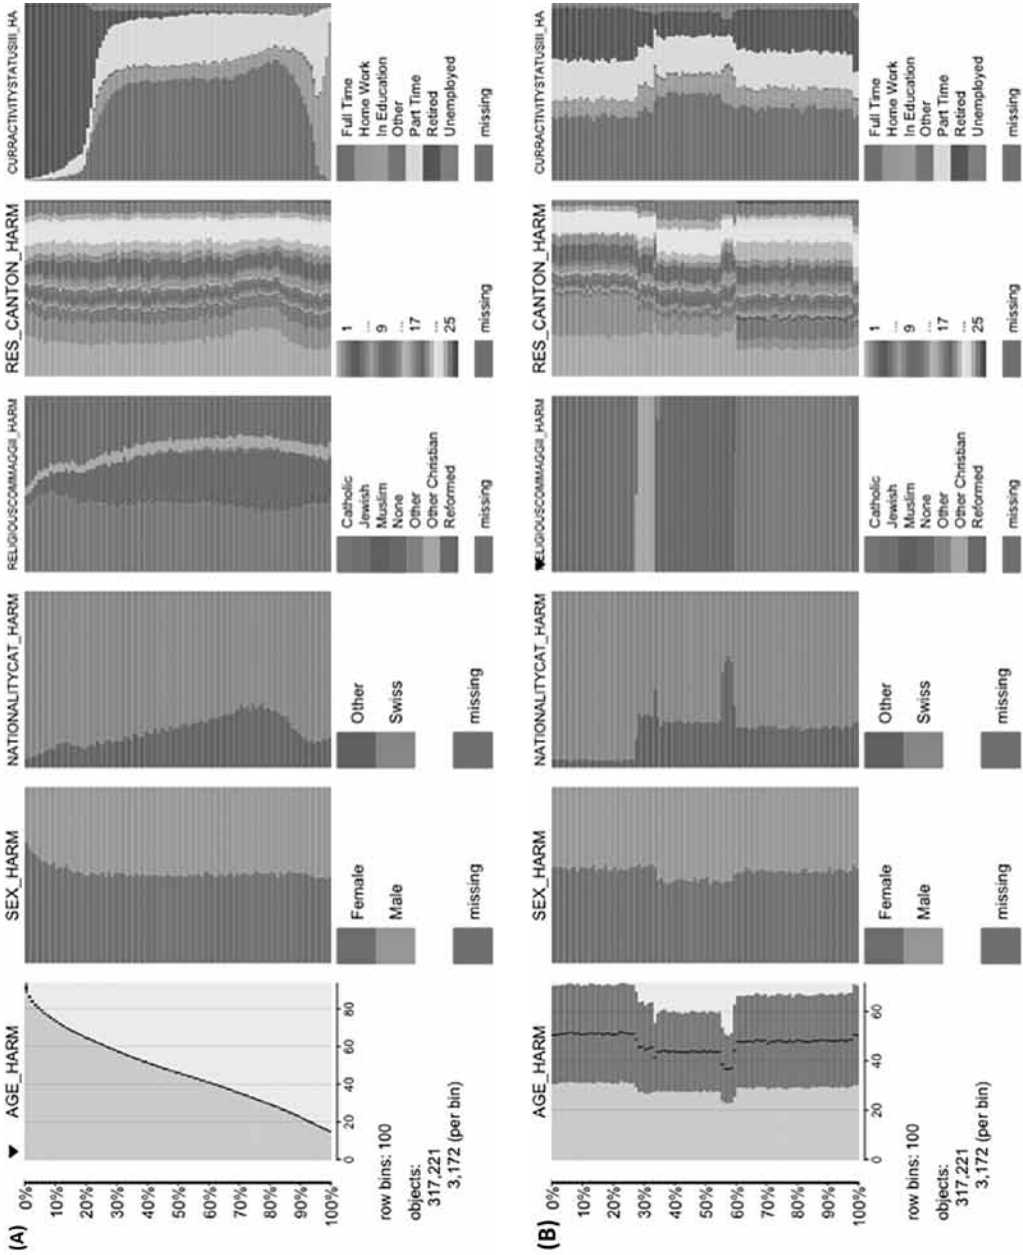 (A)
AGE_HARM
SEX_HARM
NATIONALITYCAT_HARM
RELIGIOUSCOMMAGGII_HARM
RES_CANTON_HARM
CURRACTIVITYSTATUSIII_HA
0%
10%
20%
30%
40%
50%
60%
70%
80%
90%
100%
0
20
40
60
80
row bins: 100
objects:
317,221
3,172 (per bin)
Female
Male
missing
Other
Swiss
missing
Catholic
Jewish
Muslim
None
Other
Other Christian
Reformed
missing
1
...
9
...
17
...
25
missing
Full Time
Home Work
In Education
Other
Part Time
Retired
Unemployed
missing
(B)
AGE_HARM
SEX_HARM
NATIONALITYCAT_HARM
RELIGIOUSCOMMAGGII_HARM
RES_CANTON_HARM
CURRACTIVITYSTATUSIII_HA
0%
10%
20%
30%
40%
50%
60%
70%
80%
90%
100%
0
20
40
60
row bins: 100
objects:
317,221
3,172 (per bin)
Female
Male
missing
Other
Swiss
missing
Catholic
Jewish
Muslim
None
Other
Other Christian
Reformed
missing
1
...
9
...
17
...
25
missing
Full Time
Home Work
In Education
Other
Part Time
Retired
Unemployed
missing